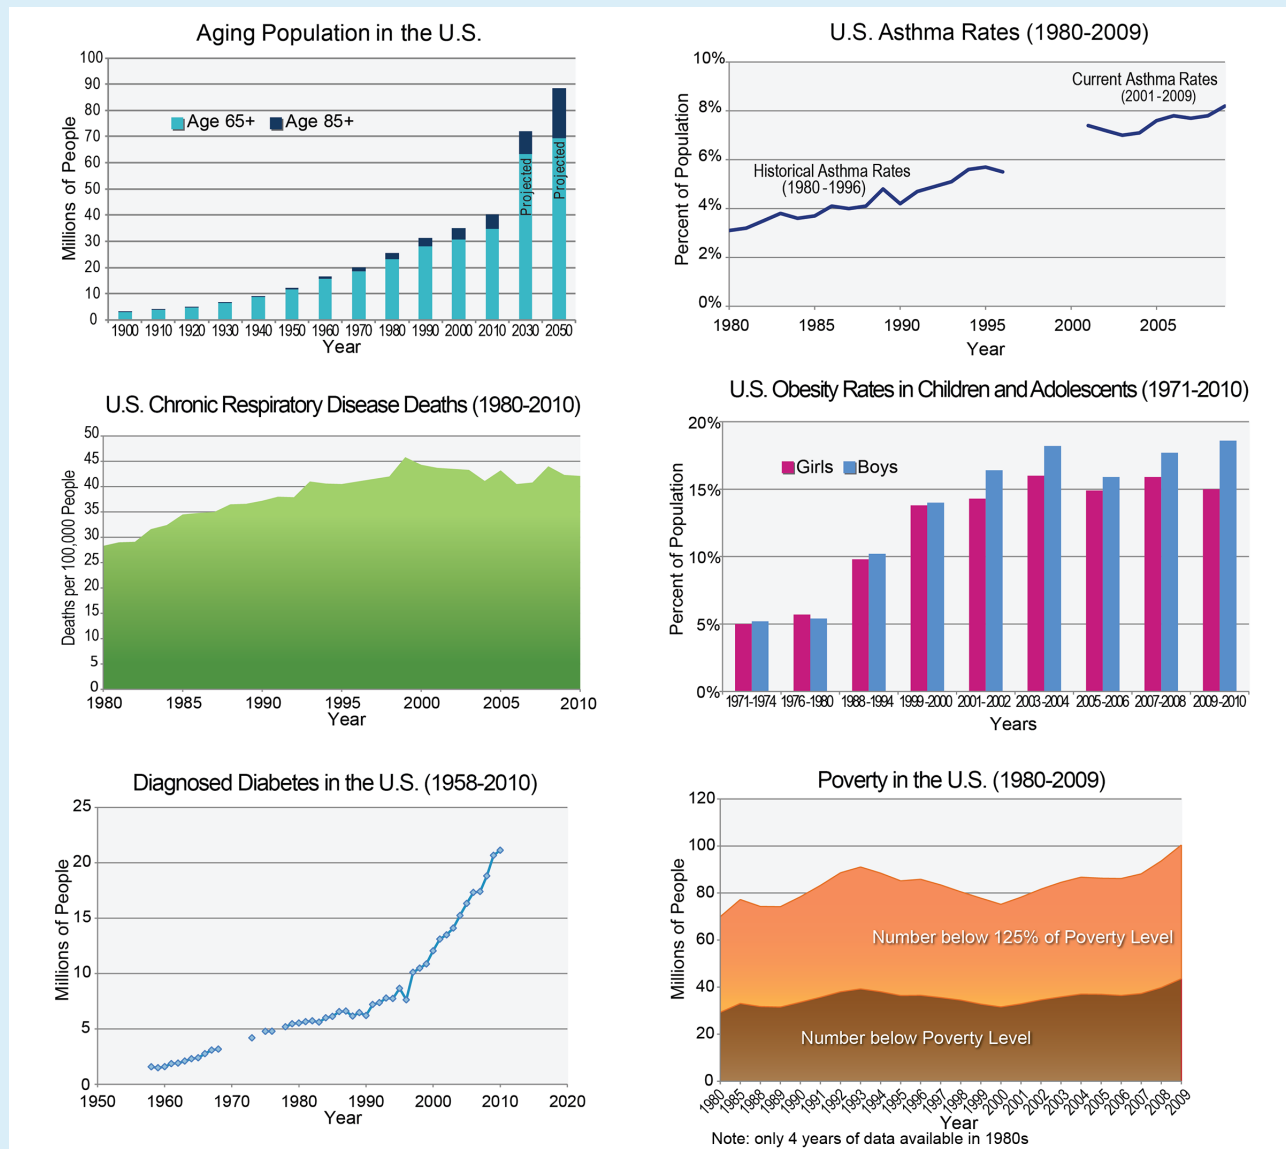 Aging Population in the U.S.
100
90
80
70
60
50
40
30
20
10
0
Millions of People
Age 65+ Age 85+
Projected
Projected
1900 1910 1920 1930 1940 1950 1960 1970 1980 1990 2000 2010 2030 2050
Year
U.S. Asthma Rates (1980-2009)
10%
8%
6%
4%
2%
0%
Percent of Population
Current Asthma Rates
(2001-2009)
Historical Asthma Rates
(1980-1996)
1980 1985 1990 1995 2000 2005
Year
U.S. Chronic Respiratory Disease Deaths (1980-2010)
50
45
40
35
30
25
20
15
10
5
0
Deaths per 100,000 People
1980 1985 1990 1995 2000 2005 2010
Year
U.S. Obesity Rates in Children and Adolescents (1971-2010)
20%
15%
10%
5%
0%
Percent of Population
Girls Boys
1971-1974 1976-1980 1988-1994 1999-2000 2001-2002 2003-2004 2005-2006 2007-2008 2009-2010
Years
Diagnosed Diabetes in the U.S. (1958-2010)
25
20
15
10
5
0
Millions of People
1950 1960 1970 1980 1990 2000 2010 2020
Year
Poverty in the U.S. (1980-2009)
120
100
80
60
40
20
0
Millions of People
Number below 125% of Poverty Level
Number below Poverty Level
1980 1985 1988 1989 1990 1991 1992 1993 1994 1995 1996 1997 1998 1999 2000 2001 2002 2003 2004 2005 2006 2007 2008 2009
Year
Note: only 4 years of data available in 1980s